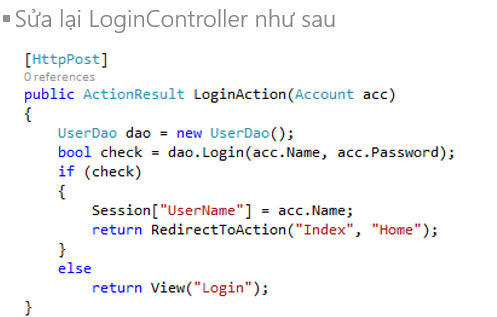 ▪Sửa lại LoginController như sau
[HttpPost]
0 references
public ActionResult LoginAction(Account acc)
{
UserDao dao = new UserDao();
bool check = dao.Login(acc.Name, acc.Password);
if (check)
{
Session["UserName"] = acc.Name;
return RedirectToAction("Index", "Home");
}
else
return View("Login");
}